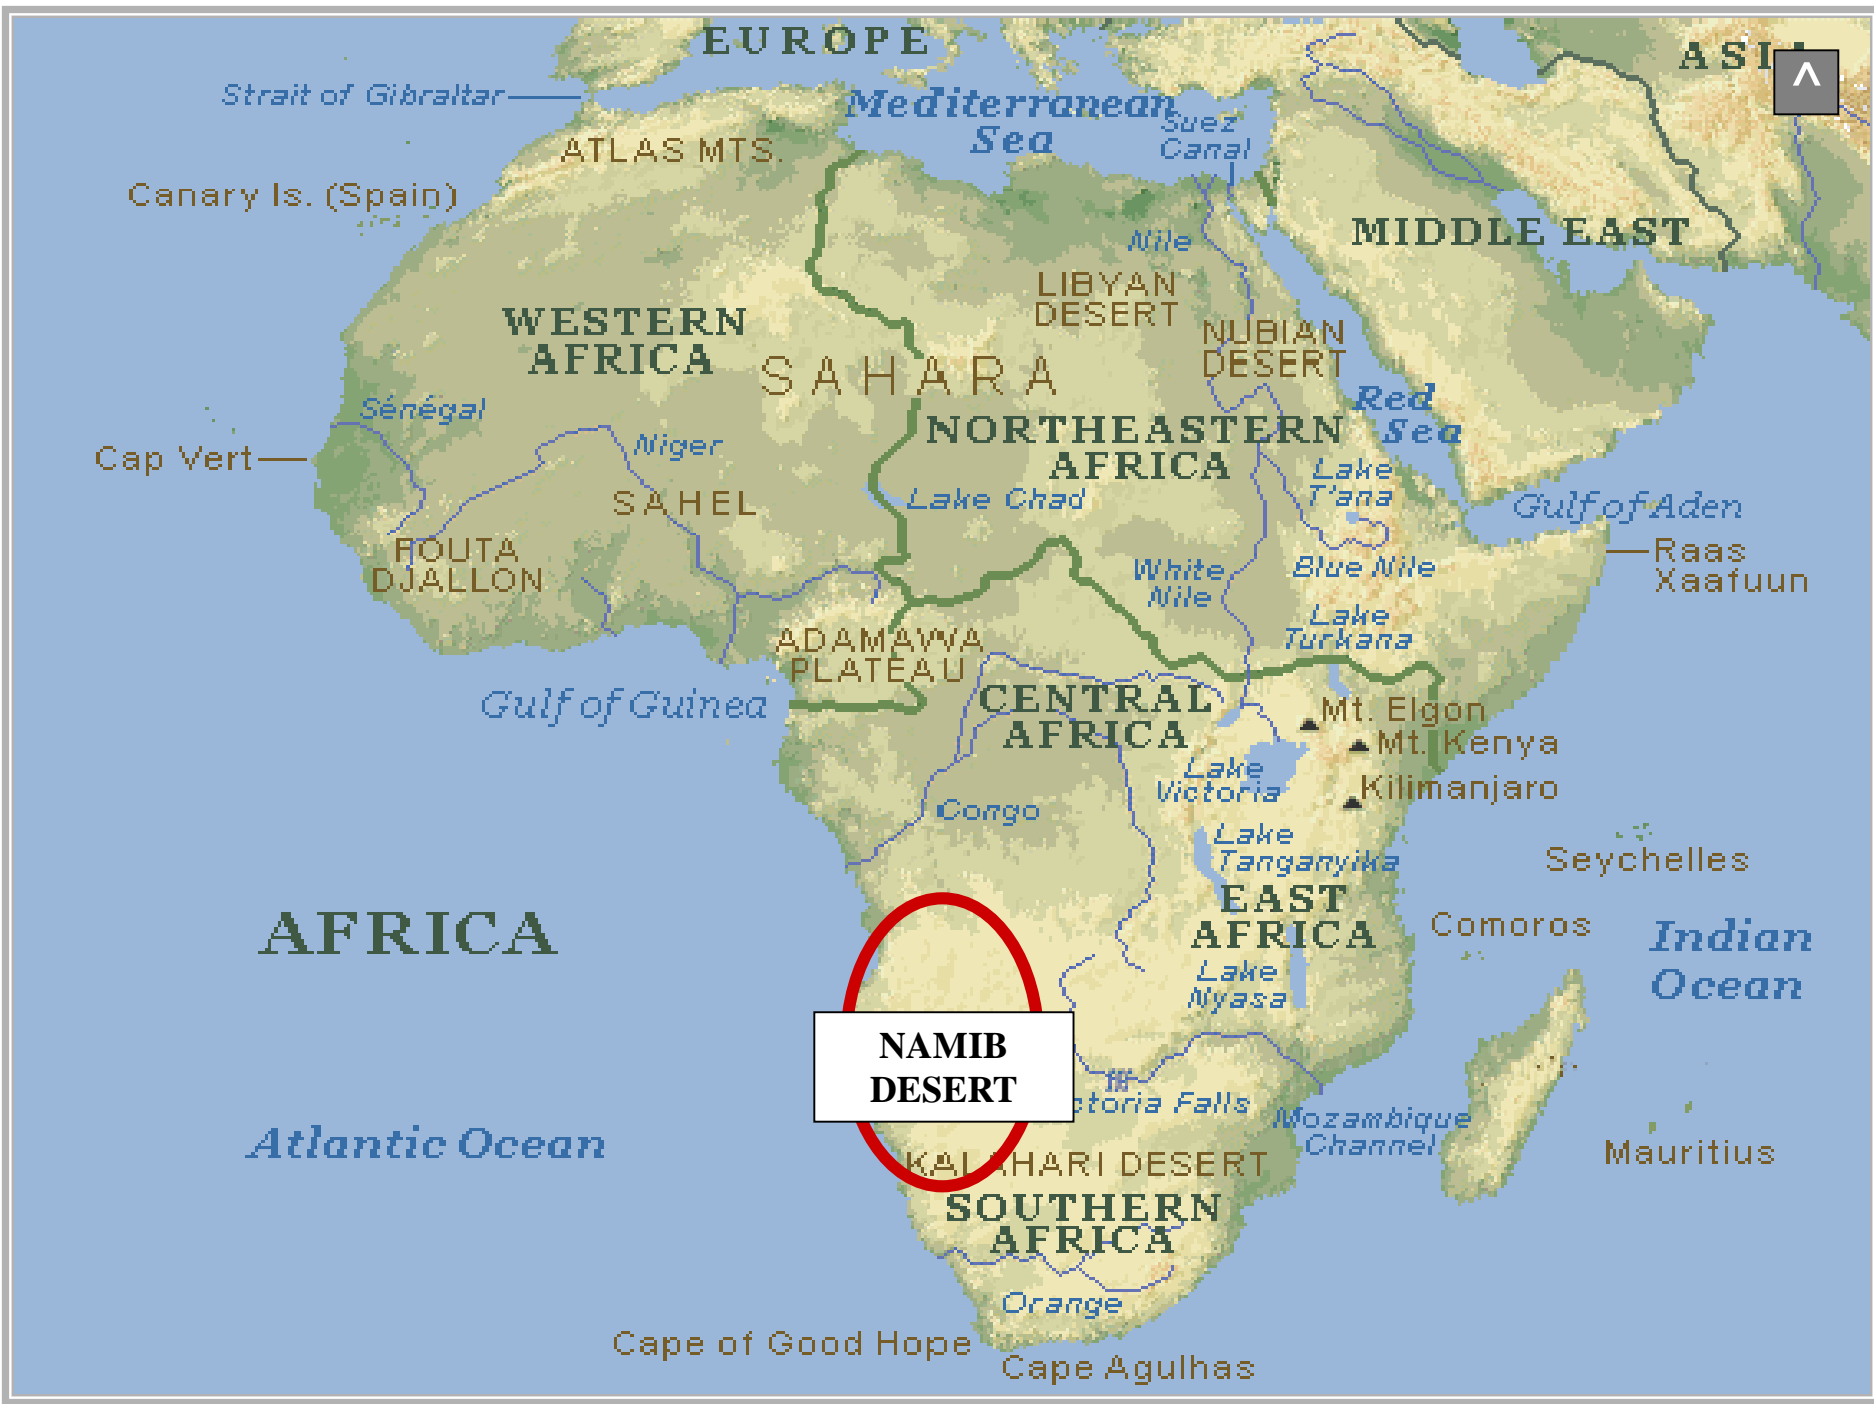 EUROPE
ASIA
^
Strait of Gibraltar
Mediterranean
Sea
Suez
Canal
ATLAS MTS.
Canary Is. (Spain)
MIDDLE EAST
Nile
LIBYAN
DESERT
NUBIAN
DESERT
WESTERN
AFRICA
SAHARA
Red
Sea
Sénégal
NORTHEASTERN
AFRICA
Niger
Cap Vert
Lake
T'ana
SAHEL
Lake Chad
Gulf of Aden
FOUTA
DJALLON
Raas
Xaafuun
White
Nile
Blue Nile
Lake
Turkana
ADAMAWA
PLATEAU
Gulf of Guinea
CENTRAL
AFRICA
Mt. Elgon
Mt. Kenya
Lake
Victoria
Kilimanjaro
Congo
Lake
Tanganyika
Seychelles
EAST
AFRICA
AFRICA
Comoros
Indian
Ocean
Lake
Nyasa
NAMIB
DESERT
ctoria Falls
Mozambique
Channel
Atlantic Ocean
Mauritius
KALAHARI DESERT
SOUTHERN
AFRICA
Orange
Cape of Good Hope
Cape Agulhas